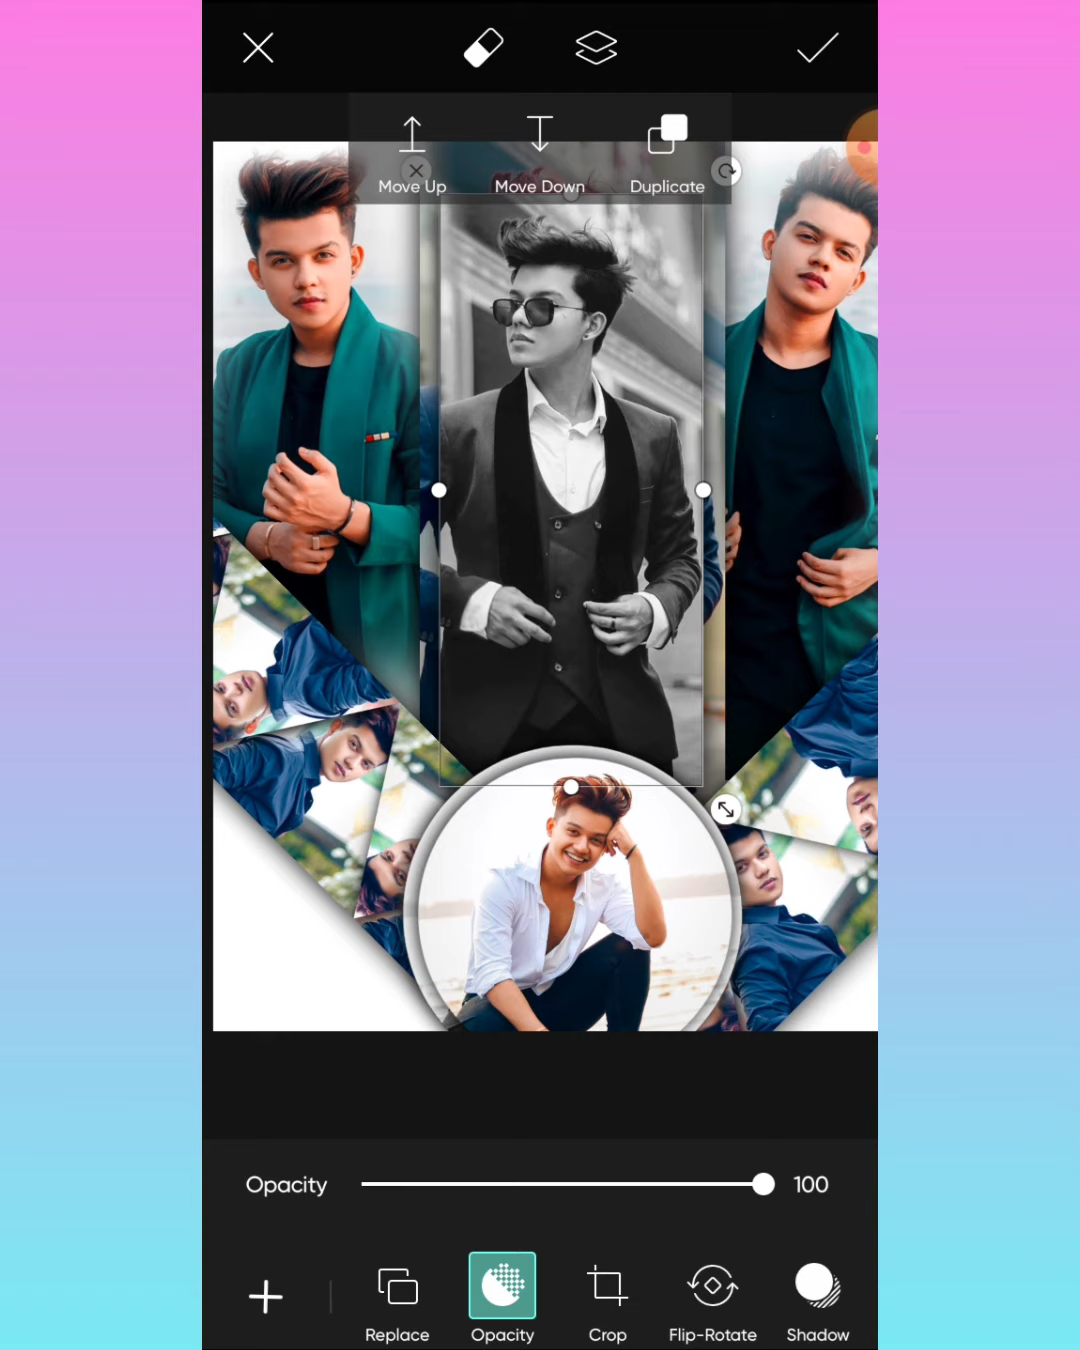 Move Up Move Down Duplicate
Opacity 100
Replace Opacity Crop Flip-Rotate Shadow